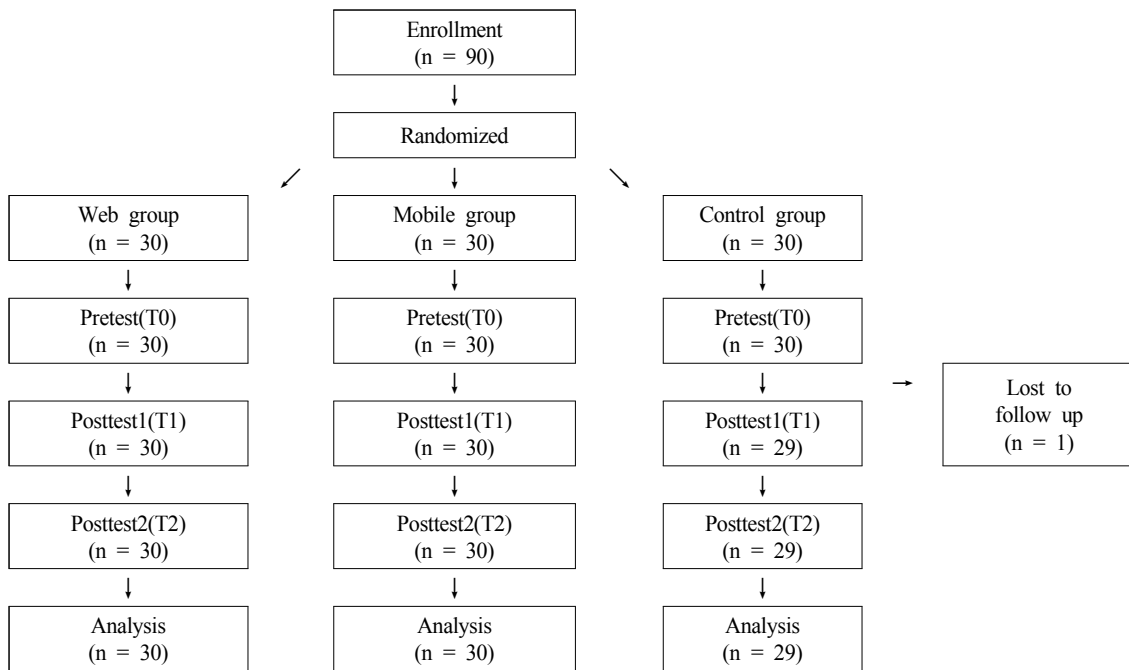 Enrollment
(n = 90)
Randomized
Web group
(n = 30)
Mobile group
(n = 30)
Control group
(n = 30)
Pretest(T0)
(n = 30)
Pretest(T0)
(n = 30)
Pretest(T0)
(n = 30)
Lost to
follow up
(n = 1)
Posttest1(T1)
(n = 30)
Posttest1(T1)
(n = 30)
Posttest1(T1)
(n = 29)
Posttest2(T2)
(n = 30)
Posttest2(T2)
(n = 30)
Posttest2(T2)
(n = 29)
Analysis
(n = 30)
Analysis
(n = 30)
Analysis
(n = 29)